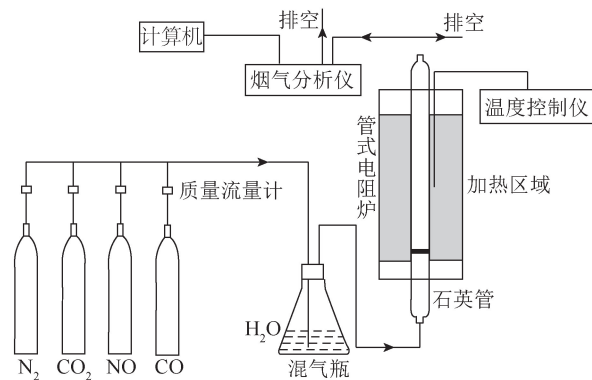 排空
排空
计算机
烟气分析仪
温度控制仪
管式电阻炉
加热区域
质量流量计
石英管
H₂O
混气瓶
N₂
CO₂
NO
CO